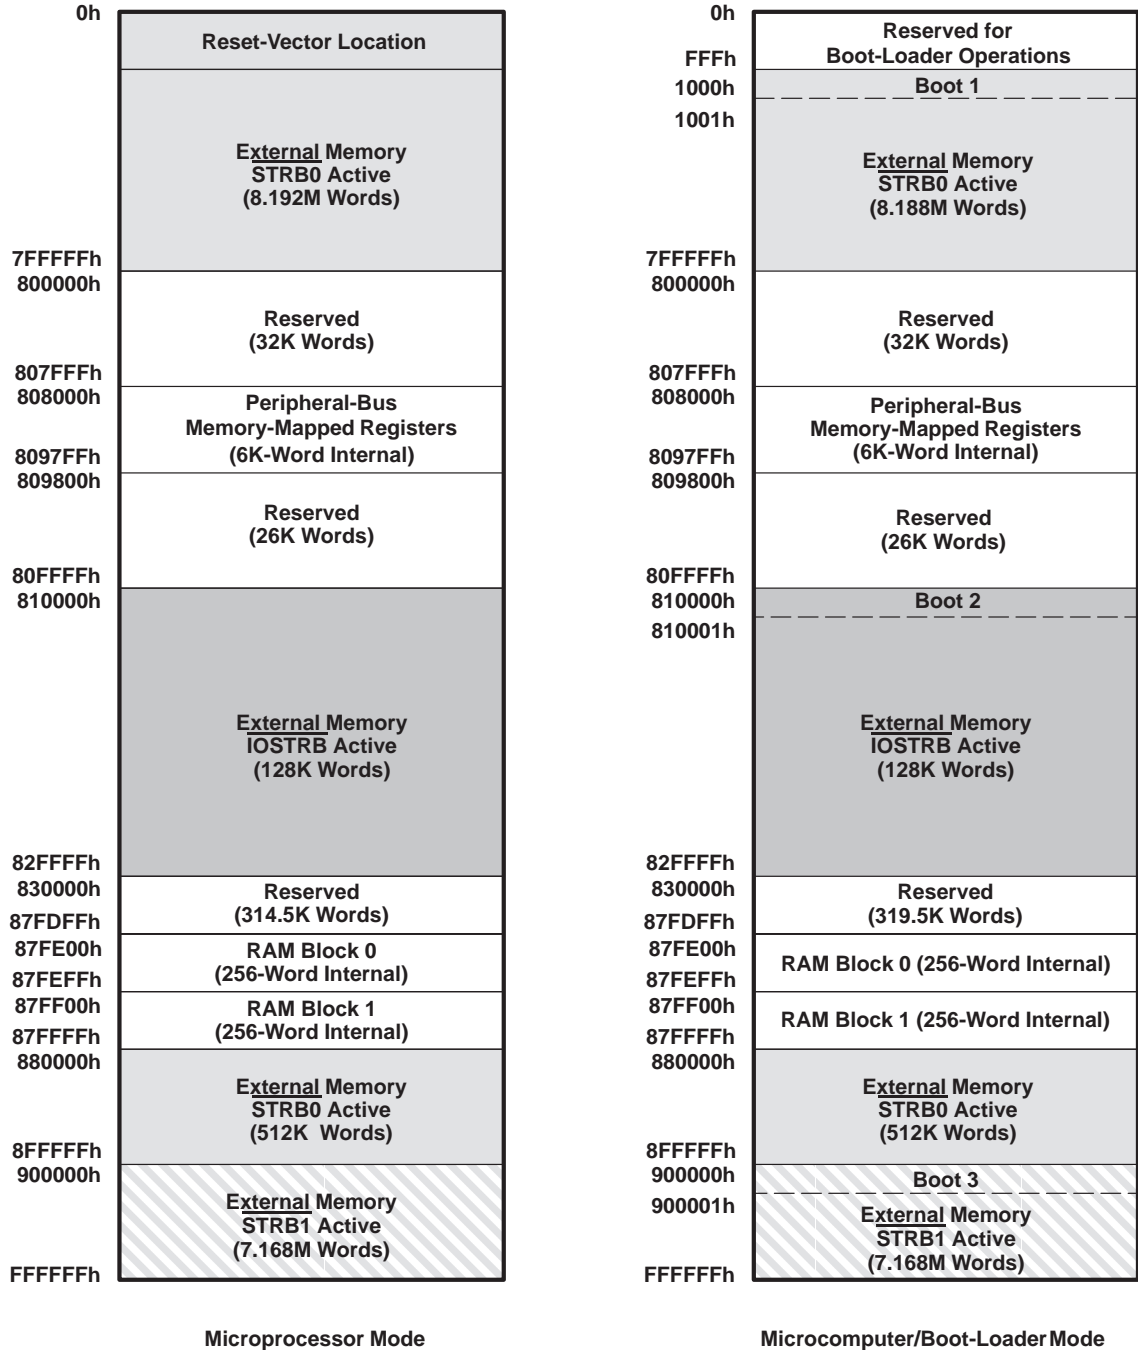 0h
Reset-Vector Location
External Memory
STRB0 Active
(8.192M Words)
7FFFFFh
800000h
Reserved
(32K Words)
807FFFh
808000h
Peripheral-Bus
Memory-Mapped Registers
(6K-Word Internal)
8097FFh
809800h
Reserved
(26K Words)
80FFFFh
810000h
External Memory
IOSTRB Active
(128K Words)
82FFFFh
830000h
Reserved
(314.5K Words)
87FDFFh
87FE00h
RAM Block 0
(256-Word Internal)
87FEFFh
87FF00h
RAM Block 1
(256-Word Internal)
87FFFFh
880000h
External Memory
STRB0 Active
(512K Words)
8FFFFFh
900000h
External Memory
STRB1 Active
(7.168M Words)
FFFFFFh
Microprocessor Mode
0h
Reserved for
Boot-Loader Operations
FFFh
1000h
Boot 1
1001h
External Memory
STRB0 Active
(8.188M Words)
7FFFFFh
800000h
Reserved
(32K Words)
807FFFh
808000h
Peripheral-Bus
Memory-Mapped Registers
(6K-Word Internal)
8097FFh
809800h
Reserved
(26K Words)
80FFFFh
810000h
Boot 2
810001h
External Memory
IOSTRB Active
(128K Words)
82FFFFh
830000h
Reserved
(319.5K Words)
87FDFFh
87FE00h
RAM Block 0 (256-Word Internal)
87FEFFh
87FF00h
RAM Block 1 (256-Word Internal)
87FFFFh
880000h
External Memory
STRB0 Active
(512K Words)
8FFFFFh
900000h
Boot 3
900001h
External Memory
STRB1 Active
(7.168M Words)
FFFFFFh
Microcomputer/Boot-Loader Mode